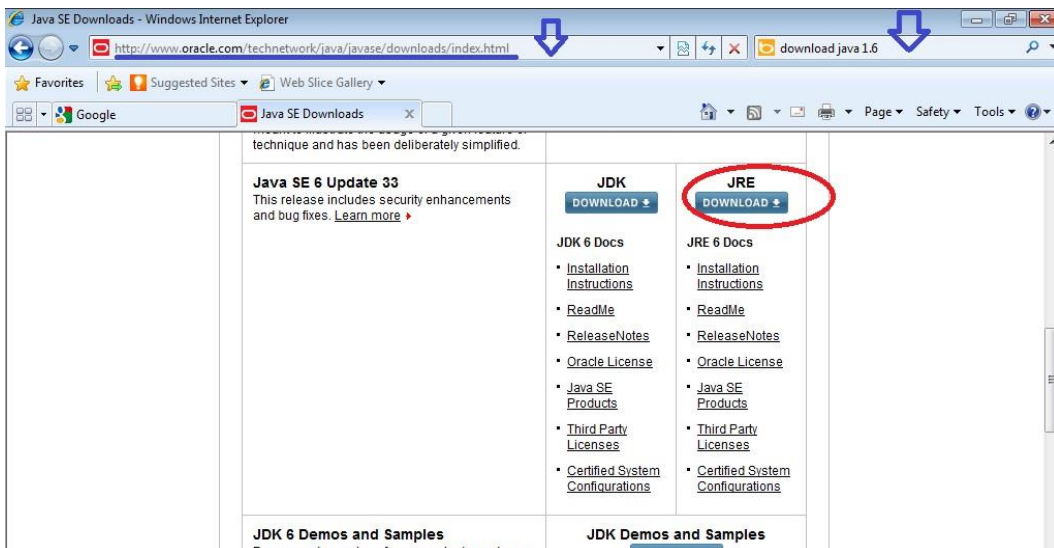 Java SE Downloads - Windows Internet Explorer
http://www.oracle.com/technetwork/java/javase/downloads/index.html
download java 1.6
Favorites
Suggested Sites
Web Slice Gallery
Google
Java SE Downloads
X
Page
Safety
Tools
technique and has been deliberately simplified.
Java SE 6 Update 33
This release includes security enhancements
and bug fixes. Learn more
JDK
DOWNLOAD
JDK 6 Docs
Installation
Instructions
ReadMe
ReleaseNotes
Oracle License
Java SE
Products
Third Party
Licenses
Certified System
Configurations
JRE
DOWNLOAD
JRE 6 Docs
Installation
Instructions
ReadMe
ReleaseNotes
Oracle License
Java SE
Products
Third Party
Licenses
Certified System
Configurations
JDK 6 Demos and Samples
JDK Demos and Samples